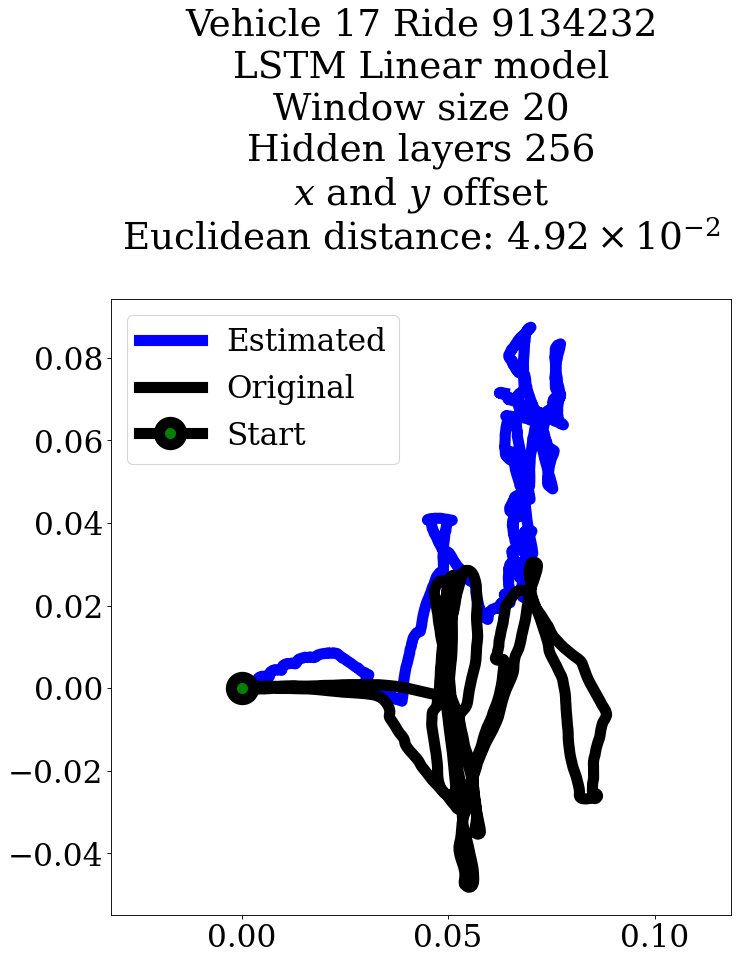 Vehicle 17 Ride 9134232
LSTM Linear model
Window size 20
Hidden layers 256
x and y offset
Euclidean distance: 4.92 × 10⁻²
Estimated
Original
Start
0.08
0.06
0.04
0.02
0.00
−0.02
−0.04
0.00 0.05 0.10